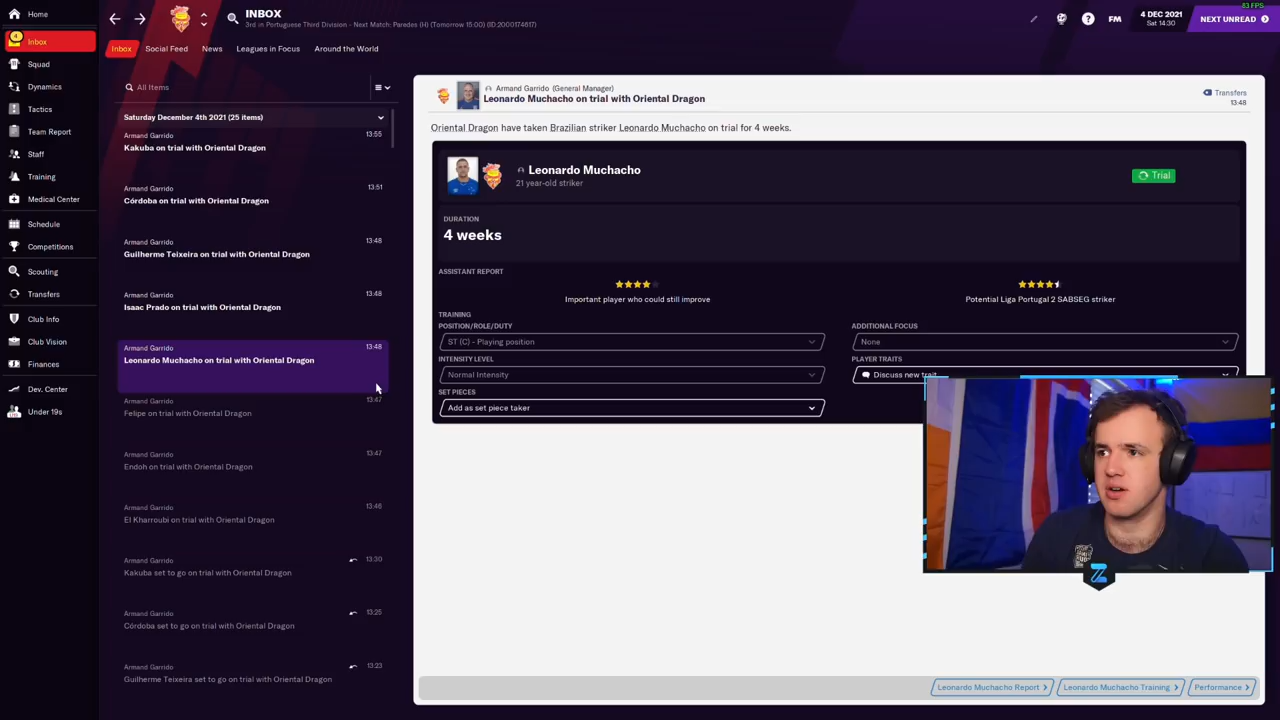 83 FPS
INBOX
3rd in Portuguese Third Division - Next Match: Paredes (H) (Tomorrow 15:00) (ID:2000174617)
FM
4 DEC 2021
Sat 14:30
NEXT UNREAD
Home
4
Inbox
Squad
Dynamics
Tactics
Team Report
Staff
Training
Medical Center
Schedule
Competitions
Scouting
Transfers
Club Info
Club Vision
Finances
Dev. Center
Under 19s
Inbox
Social Feed
News
Leagues in Focus
Around the World
All Items
Saturday December 4th 2021 (25 items)
Armand Garrido 13:55
Kakuba on trial with Oriental Dragon
13:51
Armand Garrido
Córdoba on trial with Oriental Dragon
Armand Garrido 13:48
Guilherme Teixeira on trial with Oriental Dragon
Armand Garrido 13:48
Isaac Prado on trial with Oriental Dragon
Armand Garrido 13:48
Leonardo Muchacho on trial with Oriental Dragon
Armand Garrido 13:47
Felipe on trial with Oriental Dragon
Armand Garrido 13:47
Endoh on trial with Oriental Dragon
Armand Garrido 13:46
El Kharroubi on trial with Oriental Dragon
Armand Garrido 13:30
Kakuba set to go on trial with Oriental Dragon
Armand Garrido 13:25
Córdoba set to go on trial with Oriental Dragon
Armand Garrido 13:23
Guilherme Teixeira set to go on trial with Oriental Dragon
Armand Garrido (General Manager)
Leonardo Muchacho on trial with Oriental Dragon
Transfers
13:48
Oriental Dragon have taken Brazilian striker Leonardo Muchacho on trial for 4 weeks.
Leonardo Muchacho
21 year-old striker
Trial
DURATION
4 weeks
ASSISTANT REPORT
Important player who could still improve
Potential Liga Portugal 2 SABSEG striker
TRAINING
POSITION/ROLE/DUTY
ADDITIONAL FOCUS
ST (C) - Playing position
None
INTENSITY LEVEL
PLAYER TRAITS
Normal Intensity
Discuss new trait
SET PIECES
Add as set piece taker
Leonardo Muchacho Report
Leonardo Muchacho Training
Performance